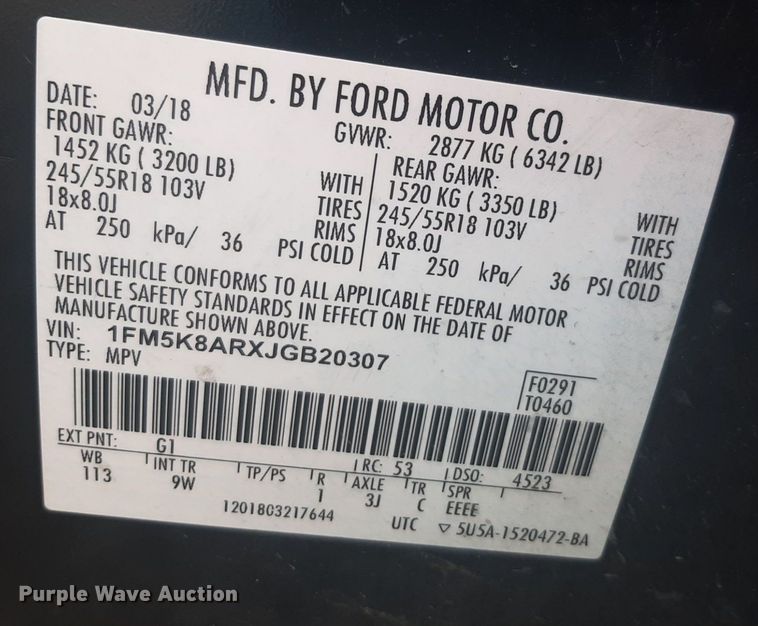 MFD. BY FORD MOTOR CO.
DATE: 03/18 GVWR: 2877 KG ( 6342 LB)
FRONT GAWR: REAR GAWR:
1452 KG ( 3200 LB) WITH 1520 KG ( 3350 LB) WITH
245/55R18 103V TIRES 245/55R18 103V TIRES
18x8.0J RIMS 18x8.0J RIMS
AT 250 kPa/ 36 PSI COLD AT 250 kPa/ 36 PSI COLD
THIS VEHICLE CONFORMS TO ALL APPLICABLE FEDERAL MOTOR
VEHICLE SAFETY STANDARDS IN EFFECT ON THE DATE OF
MANUFACTURE SHOWN ABOVE.
VIN: 1FM5K8ARXJGB20307
TYPE: MPV
F0291
T0460
EXT PNT: G1 RC: 53 DSO: 4523
WB INT TR TP/PS R AXLE TR SPR
113 9W 1 3J C EEEE
1201803217644 UTC ▽ 5U5A-1520472-BA
Purple Wave Auction